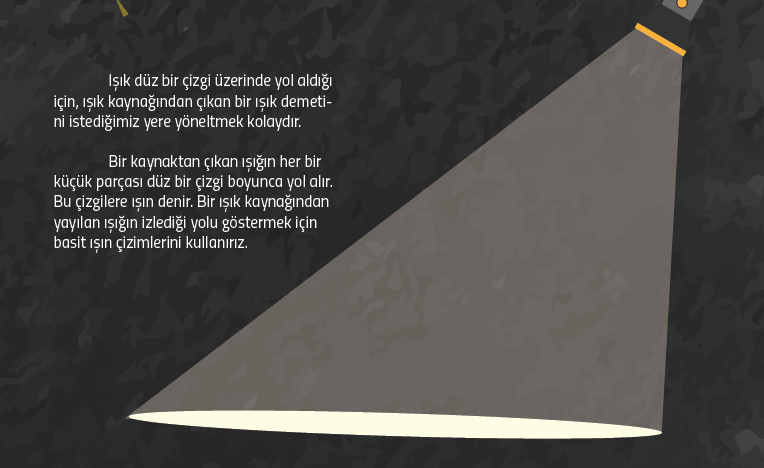 Işık düz bir çizgi üzerinde yol aldığı
için, ışık kaynağından çıkan bir ışık demeti-
ni istediğimiz yere yöneltmek kolaydır.
Bir kaynaktan çıkan ışığın her bir
küçük parçası düz bir çizgi boyunca yol alır.
Bu çizgilere ışın denir. Bir ışık kaynağından
yayılan ışığın izlediği yolu göstermek için
basit ışın çizimlerini kullanırız.